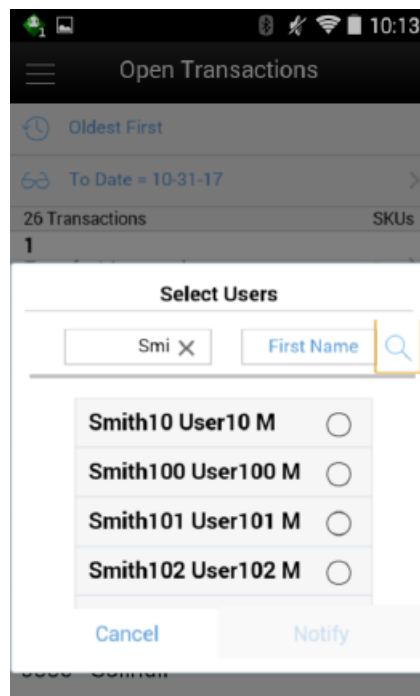 1 10:13
Open Transactions
Oldest First
To Date = 10-31-17
26 Transactions SKUs
1
Select Users
Smi First Name
Smith10 User10 M
Smith100 User100 M
Smith101 User101 M
Smith102 User102 M
Cancel Notify